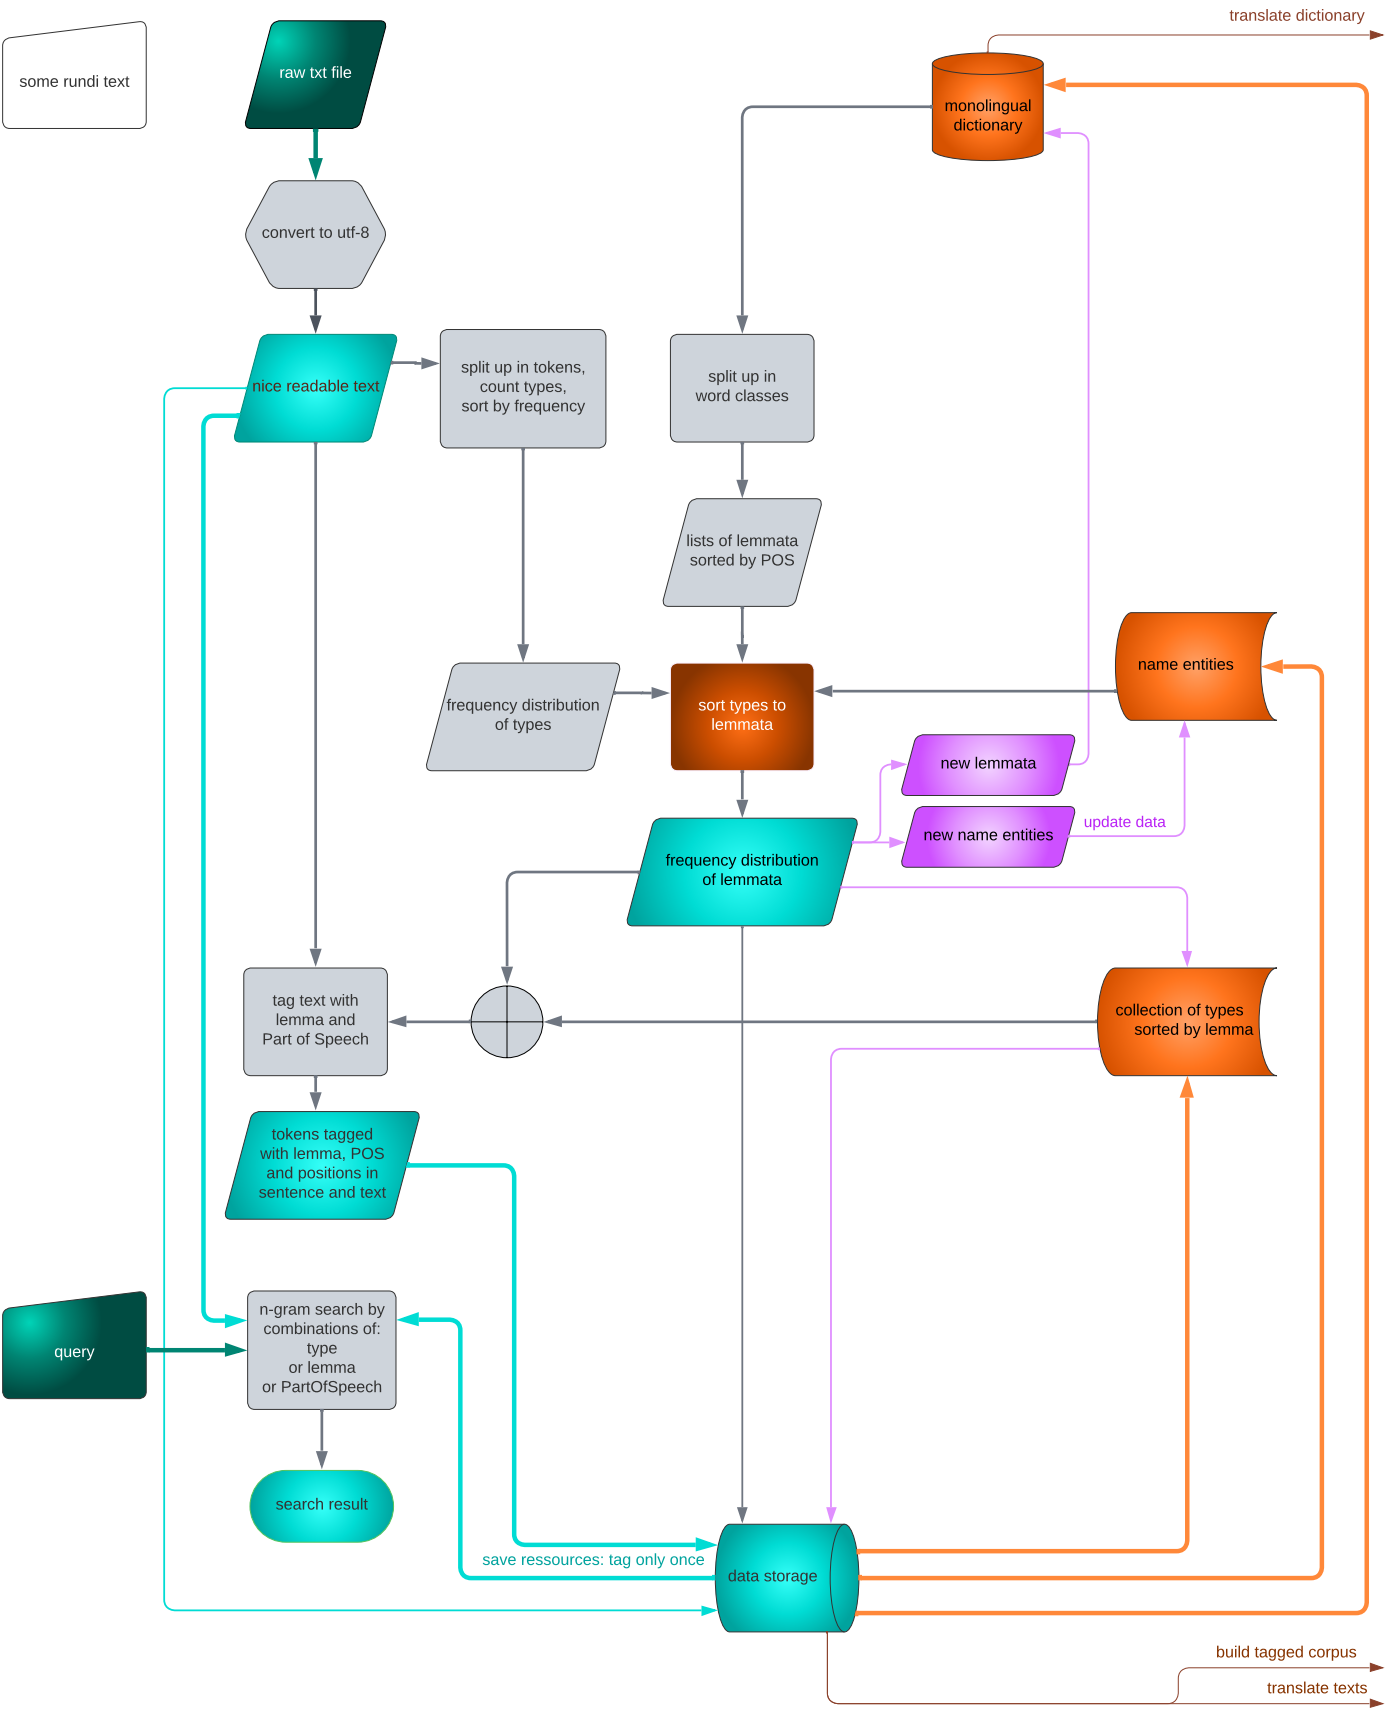 translate dictionary
some rundi text
raw txt file
monolingual
dictionary
convert to utf-8
nice readable text
split up in tokens,
count types,
sort by frequency
split up in
word classes
lists of lemmata
sorted by POS
name entities
frequency distribution
of types
sort types to
lemmata
new lemmata
new name entities
update data
frequency distribution
of lemmata
tag text with
lemma and
Part of Speech
collection of types
sorted by lemma
tokens tagged
with lemma, POS
and positions in
sentence and text
query
n-gram search by
combinations of:
type
or lemma
or PartOfSpeech
search result
save ressources: tag only once
data storage
build tagged corpus
translate texts